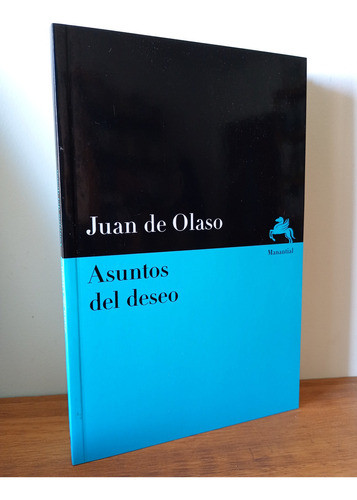 Juan de Olaso
Manantial
Asuntos
del deseo